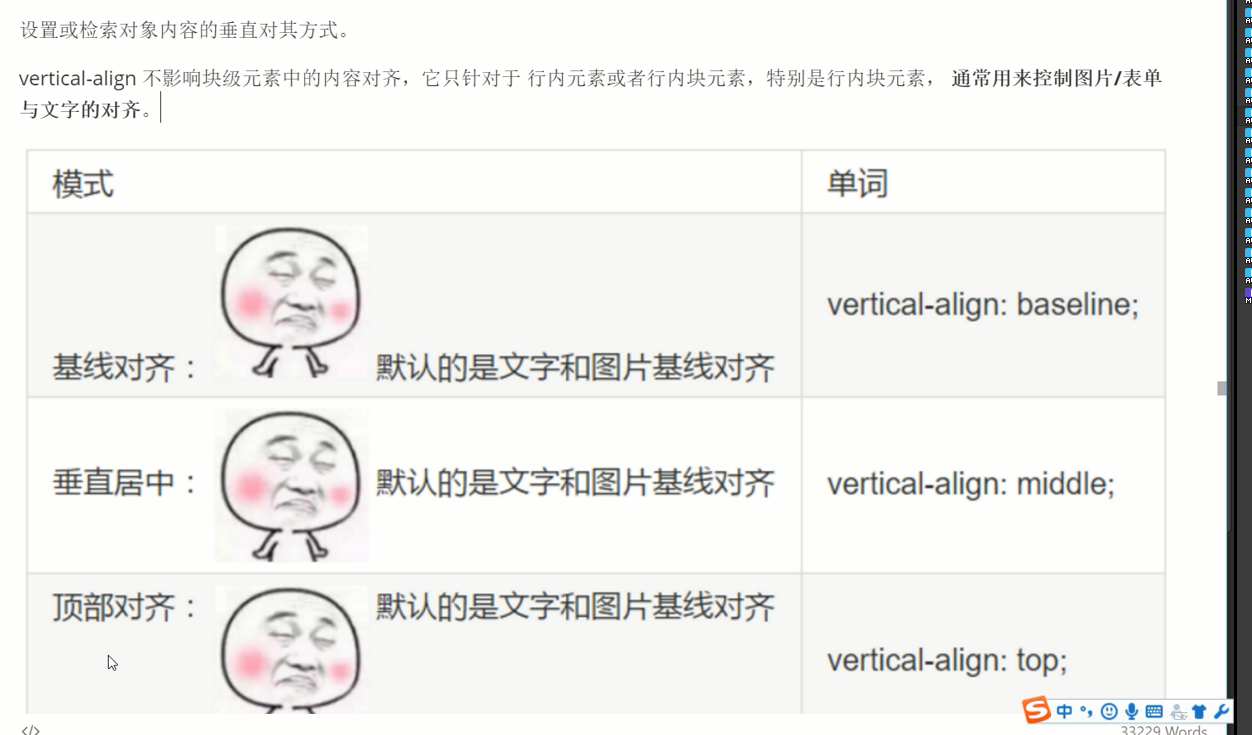 设置或检索对象内容的垂直对其方式。
vertical-align 不影响块级元素中的内容对齐，它只针对于 行内元素或者行内块元素，特别是行内块元素， 通常用来控制图片/表单
与文字的对齐。
模式 单词
基线对齐： 默认的是文字和图片基线对齐 vertical-align: baseline;
垂直居中： 默认的是文字和图片基线对齐 vertical-align: middle;
顶部对齐： 默认的是文字和图片基线对齐 vertical-align: top;
S 中
</> 33229 Words